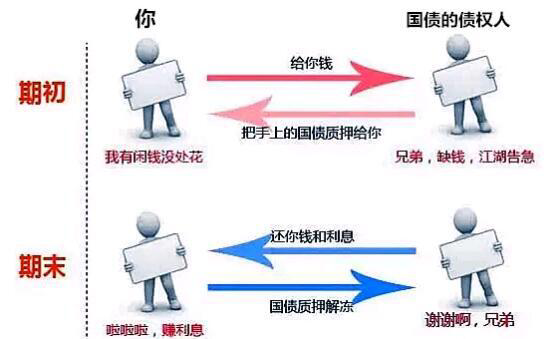 你
国债的债权人
期初
给你钱
把手上的国债质押给你
我有闲钱没处花
兄弟，缺钱，江湖告急
期末
还你钱和利息
国债质押解冻
啦啦啦，赚利息
谢谢啊，兄弟